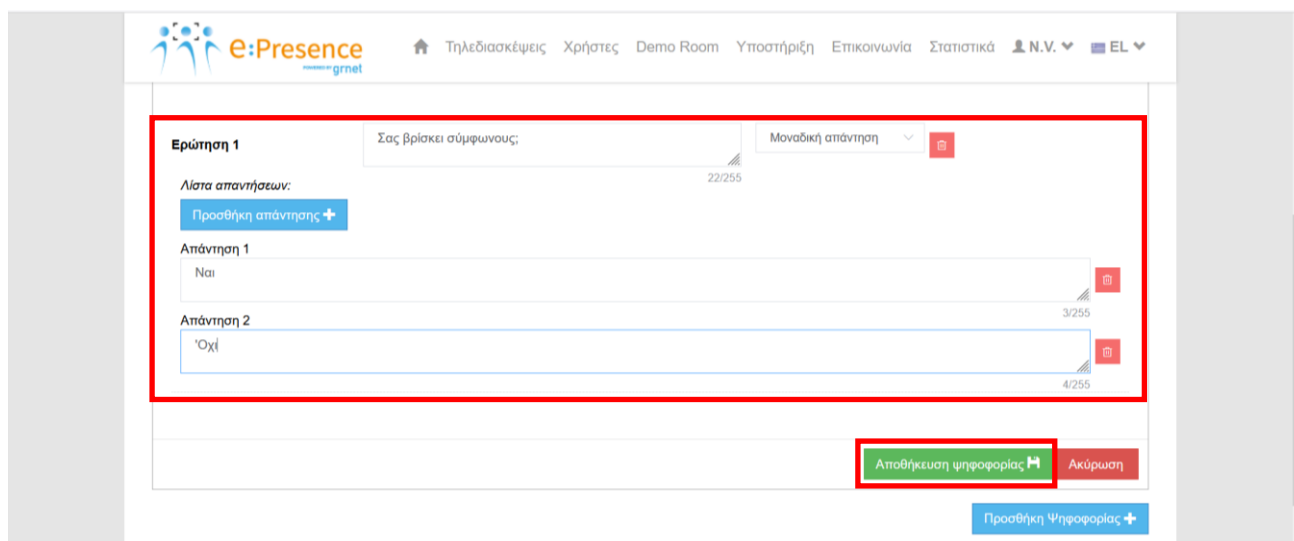 e:Presence
POWERED BY grnet
Τηλεδιασκέψεις Χρήστες Demo Room Υποστήριξη Επικοινωνία Στατιστικά N.V. EL
Ερώτηση 1
Σας βρίσκει σύμφωνους;
Μοναδική απάντηση
22/255
Λίστα απαντήσεων:
Προσθήκη απάντησης
Απάντηση 1
Ναι
3/255
Απάντηση 2
'Οχι
4/255
Αποθήκευση ψηφοφορίας Ακύρωση
Προσθήκη Ψηφοφορίας